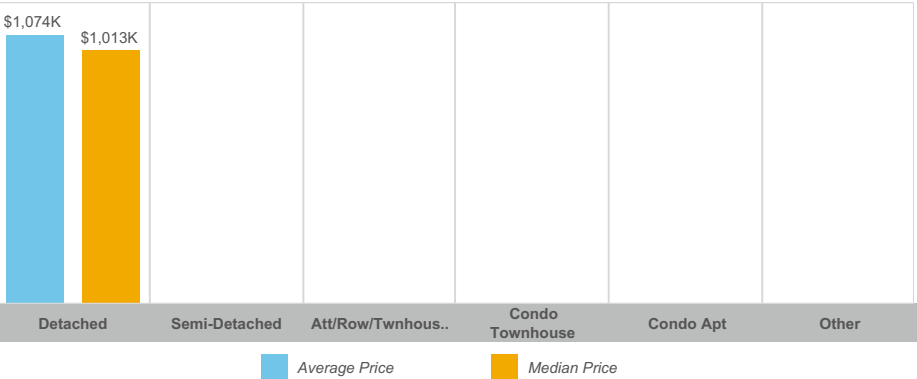 $1,074K
$1,013K
Detached
Semi-Detached
Att/Row/Twnhous..
Condo
Townhouse
Condo Apt
Other
Average Price
Median Price